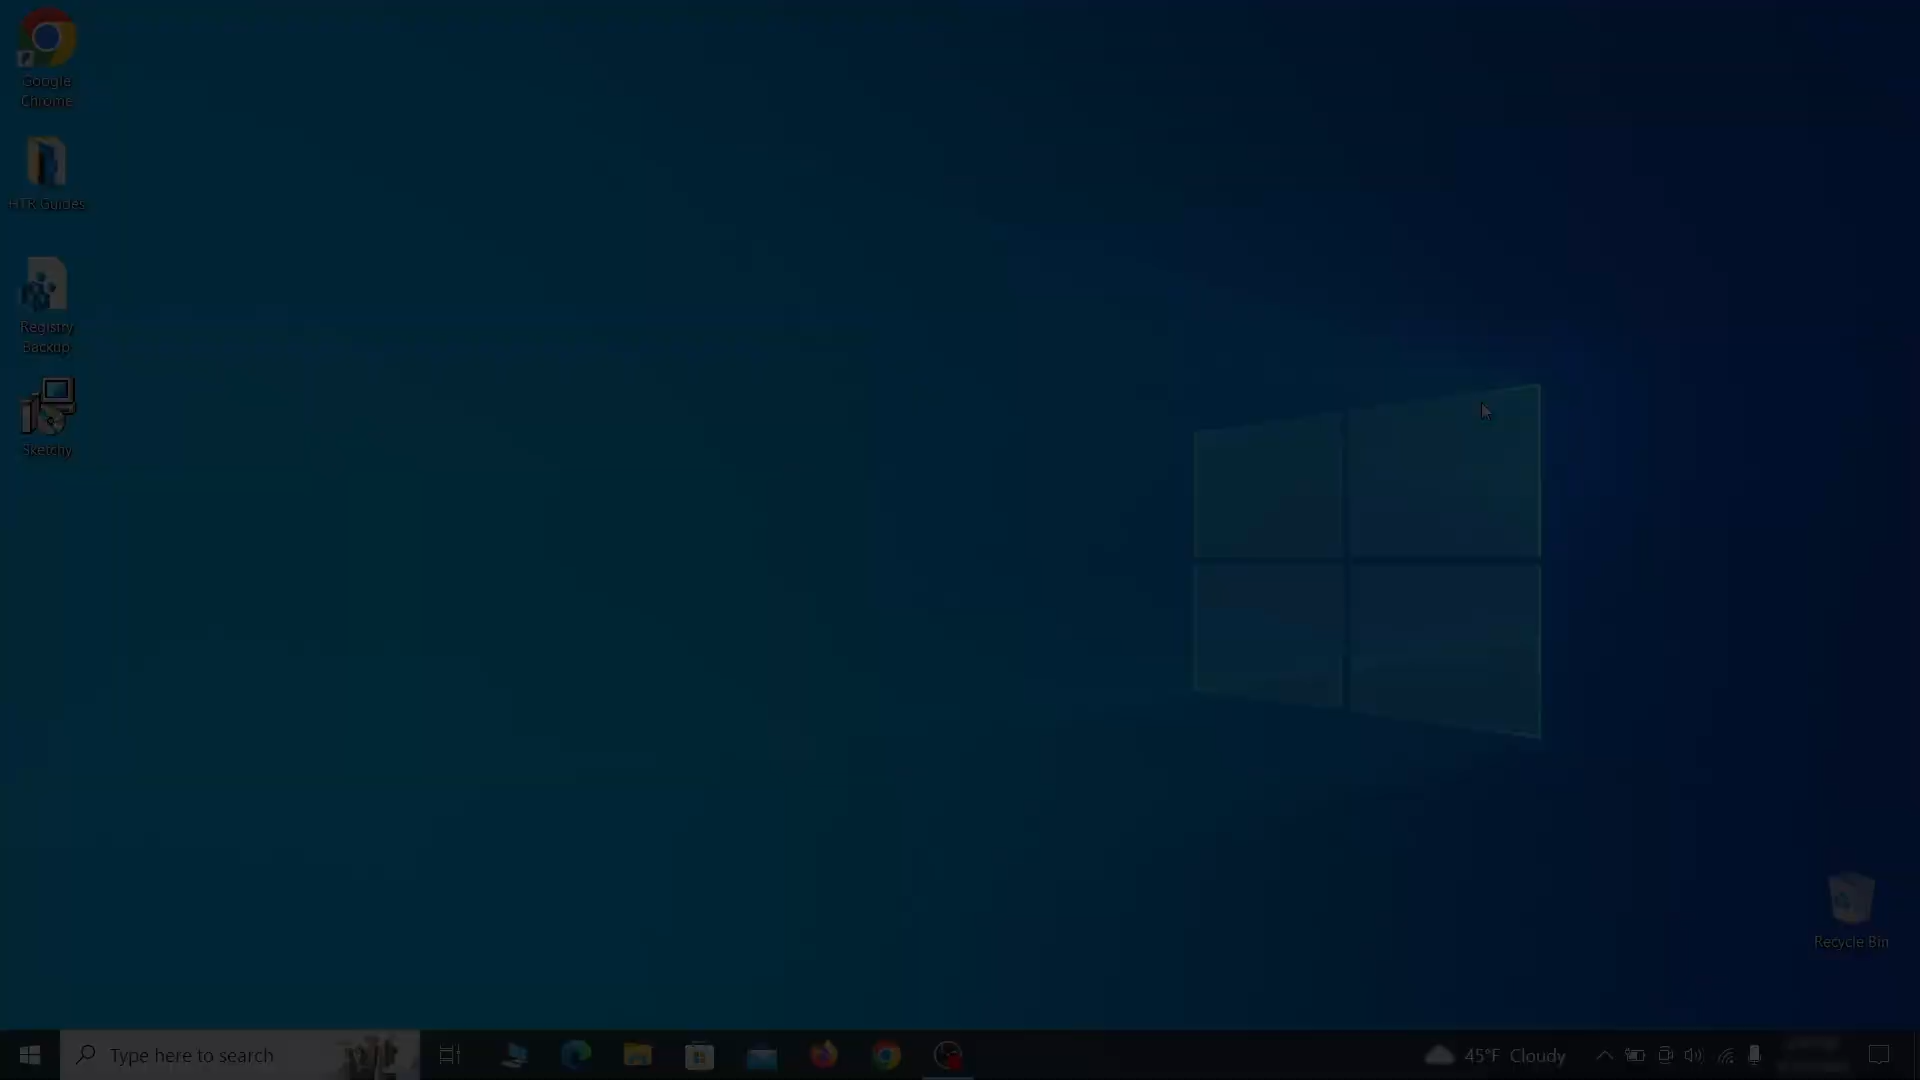 Google
Chrome
HTR Guides
Registry
Backup
Sketchy
Recycle Bin
Type here to search
45°F Cloudy